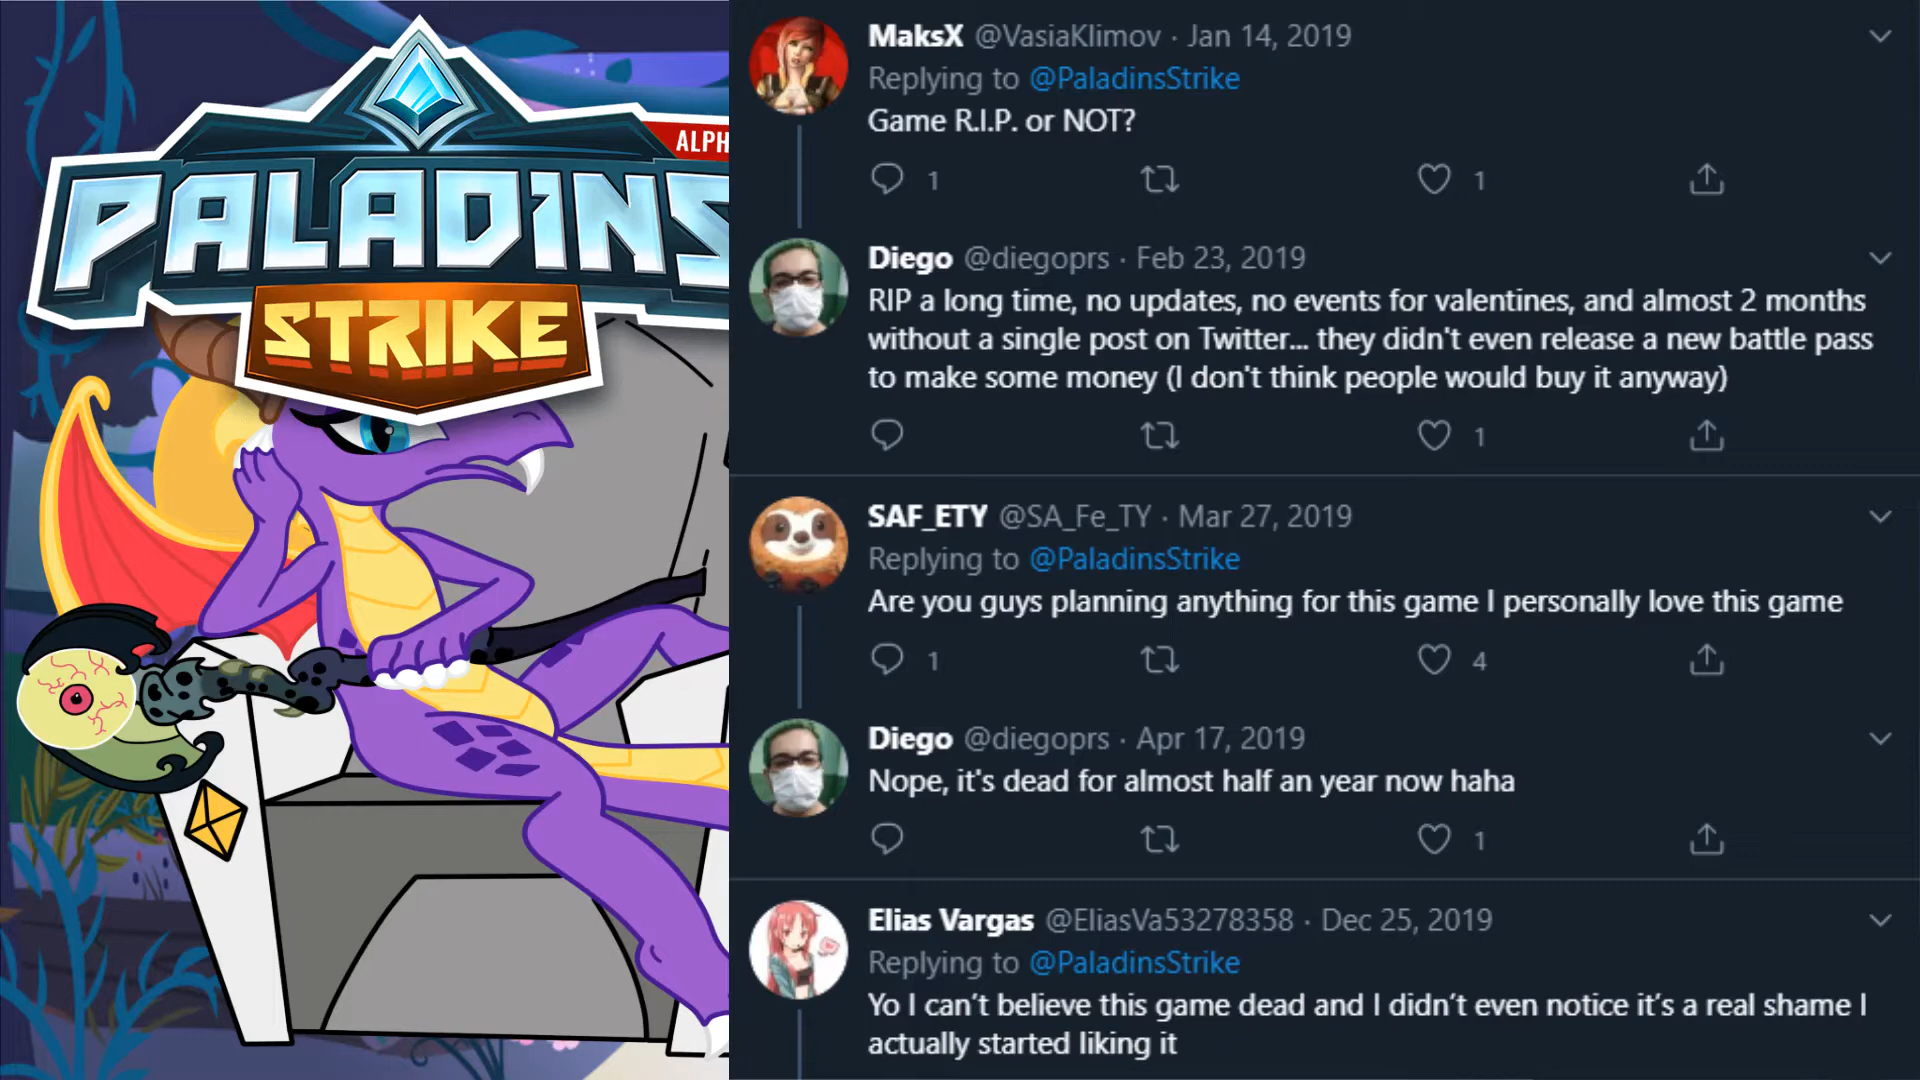 ALPH
PALADINS
STRIKE
MaksX @VasiaKlimov · Jan 14, 2019
Replying to @PaladinsStrike
Game R.I.P. or NOT?
1 1
Diego @diegoprs · Feb 23, 2019
RIP a long time, no updates, no events for valentines, and almost 2 months
without a single post on Twitter... they didn't even release a new battle pass
to make some money (I don't think people would buy it anyway)
1
SAF_ETY @SA_Fe_TY · Mar 27, 2019
Replying to @PaladinsStrike
Are you guys planning anything for this game I personally love this game
1 4
Diego @diegoprs · Apr 17, 2019
Nope, it's dead for almost half an year now haha
1
Elias Vargas @EliasVa53278358 · Dec 25, 2019
Replying to @PaladinsStrike
Yo I can’t believe this game dead and I didn’t even notice it’s a real shame I
actually started liking it